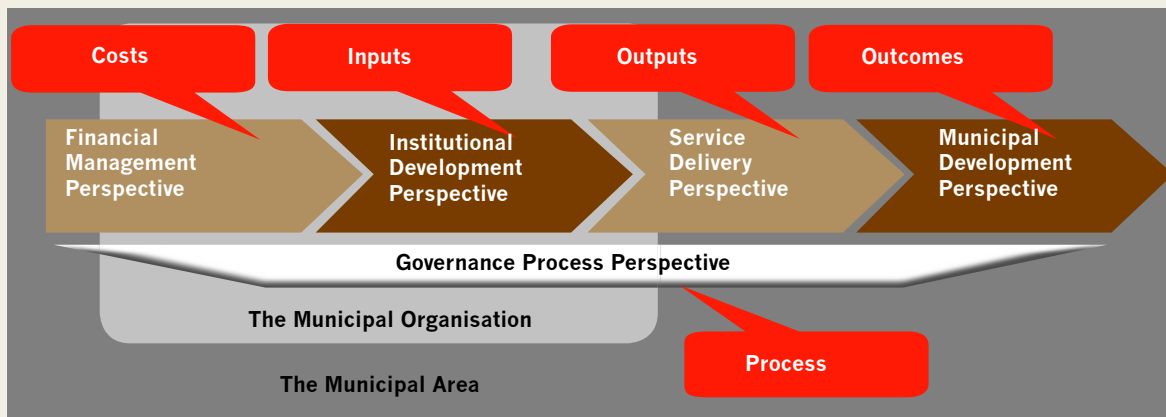 Costs
Inputs
Outputs
Outcomes
Financial
Management
Perspective
Institutional
Development
Perspective
Service
Delivery
Perspective
Municipal
Development
Perspective
Governance Process Perspective
The Municipal Organisation
Process
The Municipal Area